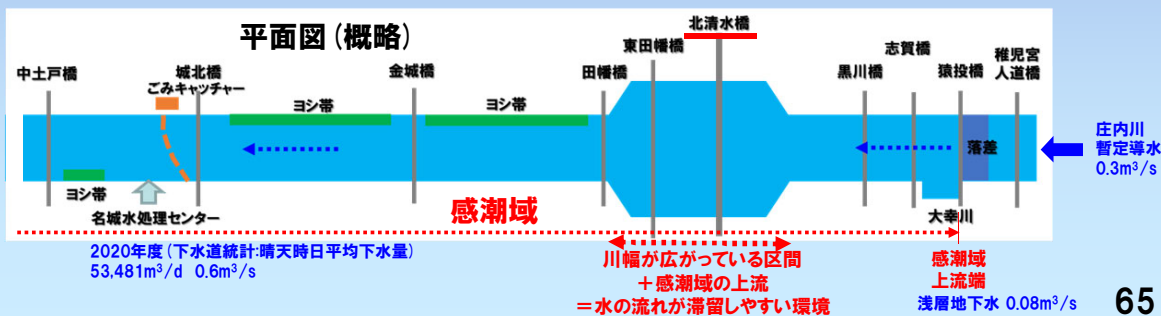 平面図(概略)
北清水橋
東田幡橋
志賀橋
稚児宮
人道橋
中土戸橋
城北橋
ごみキャッチャー
金城橋
田幡橋
黒川橋
猿投橋
ヨシ帯
ヨシ帯
落差
庄内川
暫定導水
0.3m³/s
ヨシ帯
名城水処理センター
感潮域
大幸川
2020年度(下水道統計:晴天時日平均下水量)
53,481m³/d 0.6m³/s
川幅が広がっている区間
+感潮域の上流
=水の流れが滞留しやすい環境
感潮域
上流端
浅層地下水 0.08m³/s
65